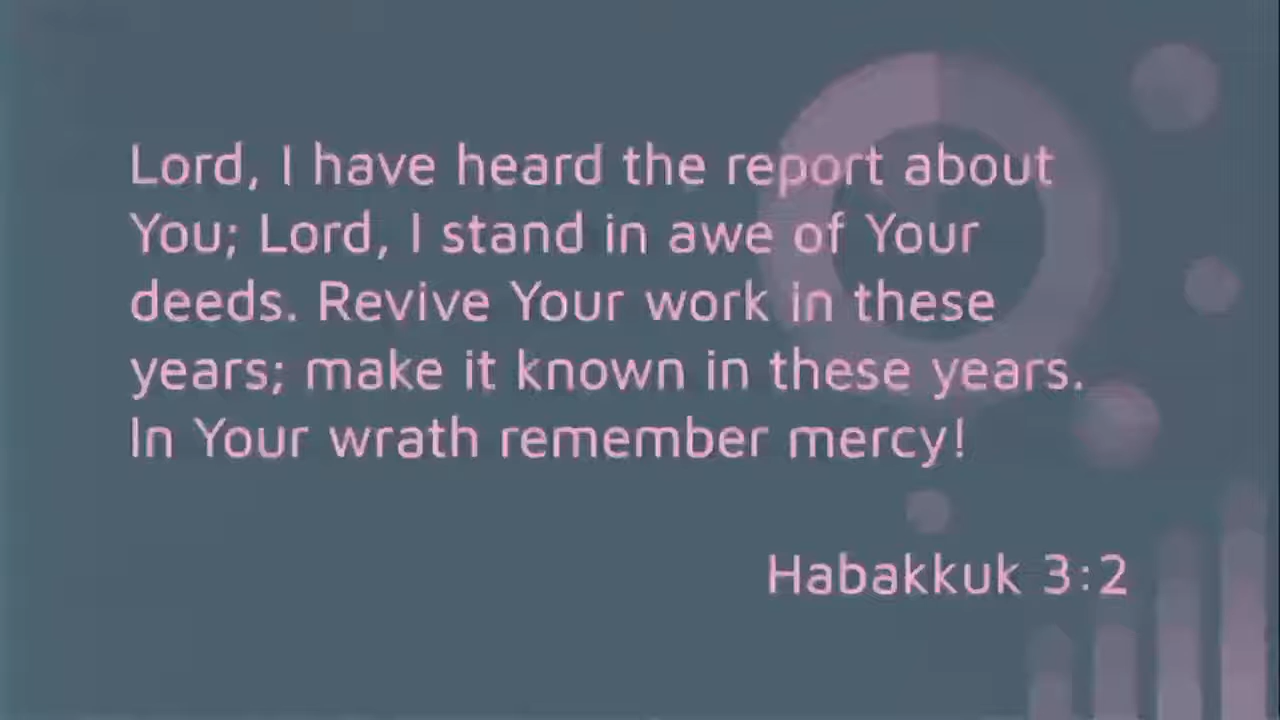 Lord, I have heard the report about
You; Lord, I stand in awe of Your
deeds. Revive Your work in these
years; make it known in these years.
In Your wrath remember mercy!
Habakkuk 3:2